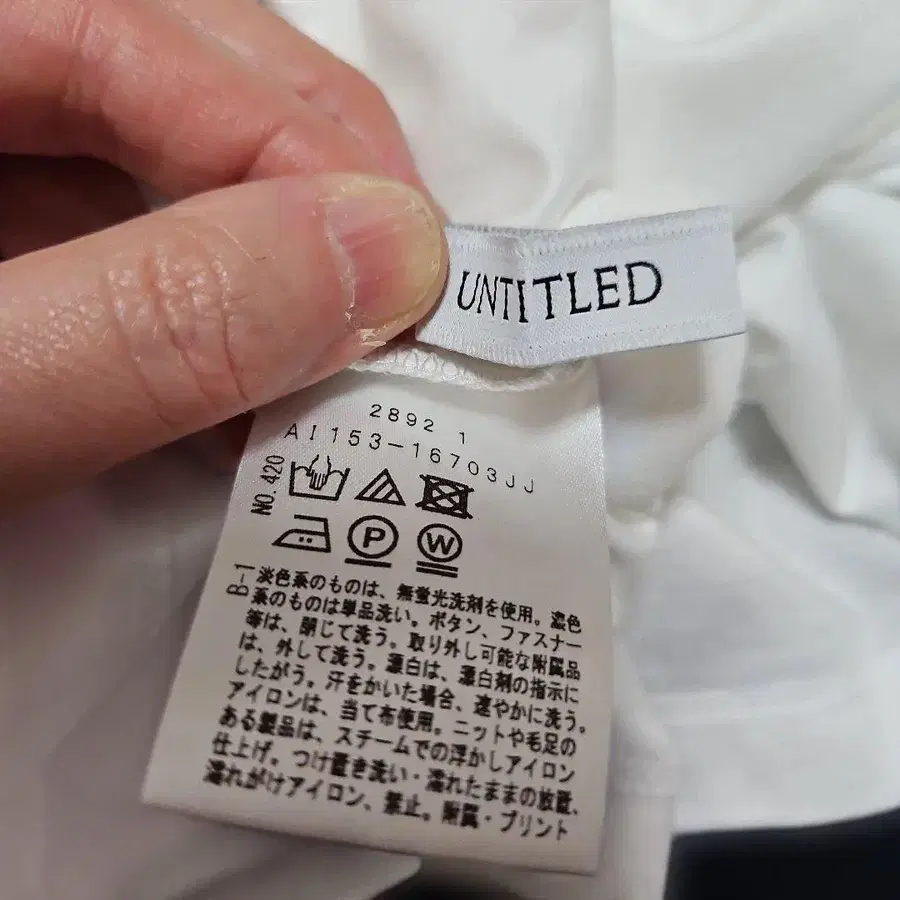 UNTITLED
2892 1
AI153-16703JJ
NO. 420
P
W
B-1
淡色系のものは、無蛍光洗剤を使用。濃色
系のものは単品洗い。ボタン、ファスナー
等は、閉じて洗う。取り外し可能な附属品
は、外して洗う。漂白は、漂白剤の指示に
したがう。汗をかいた場合、速やかに洗う。
アイロンは、当て布使用。ニットや毛足の
ある製品は、スチームでの浮かしアイロン
仕上げ。つけ置き洗い・濡れたままの放置、
濡れがけアイロン、禁止。附属・プリント